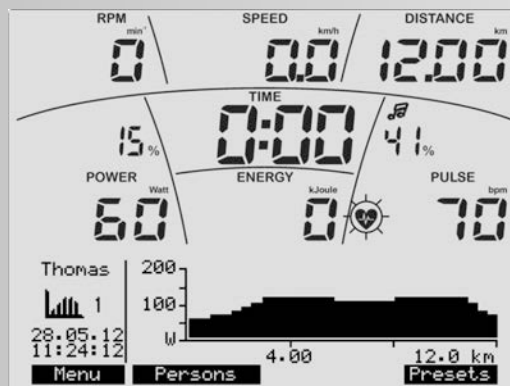 RPM SPEED DISTANCE
min⁻ km/h km
0 0.0 12.00
TIME
15% 0:00 41%
POWER ENERGY PULSE
Watt kJoule bpm
60 0 70
Thomas 200
1 100
28.05.12 W
11:24:12 4.00 12.0 km
Menu Persons Presets